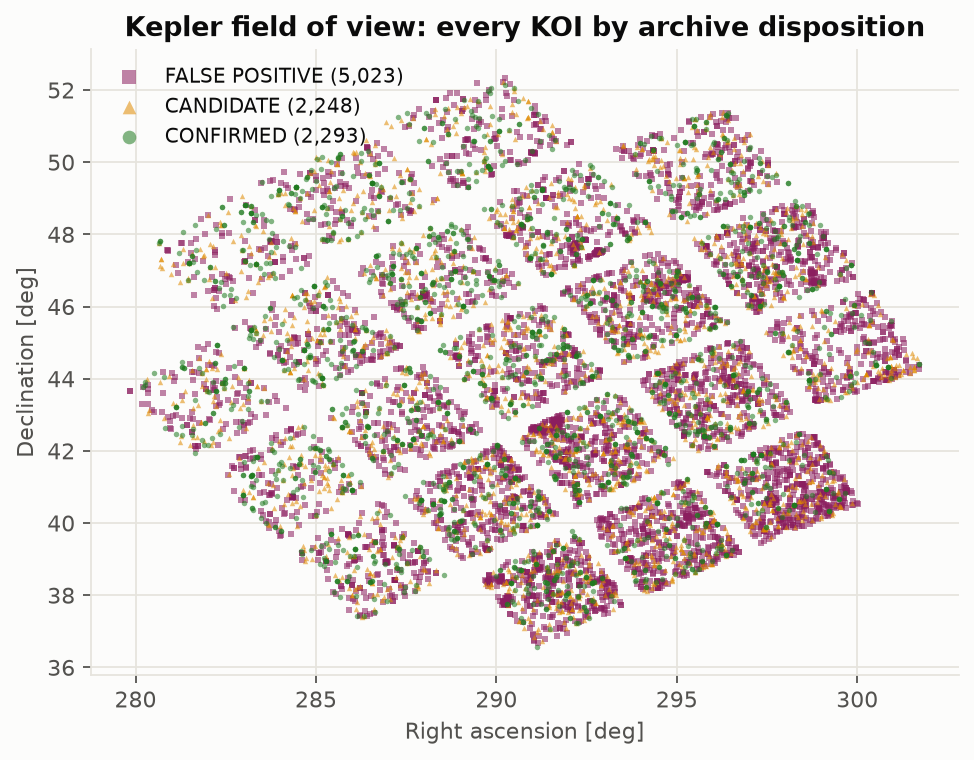 Kepler field of view: every KOI by archive disposition
FALSE POSITIVE (5,023)
CANDIDATE (2,248)
CONFIRMED (2,293)
52
50
48
46
44
42
40
38
36
Declination [deg]
280 285 290 295 300
Right ascension [deg]